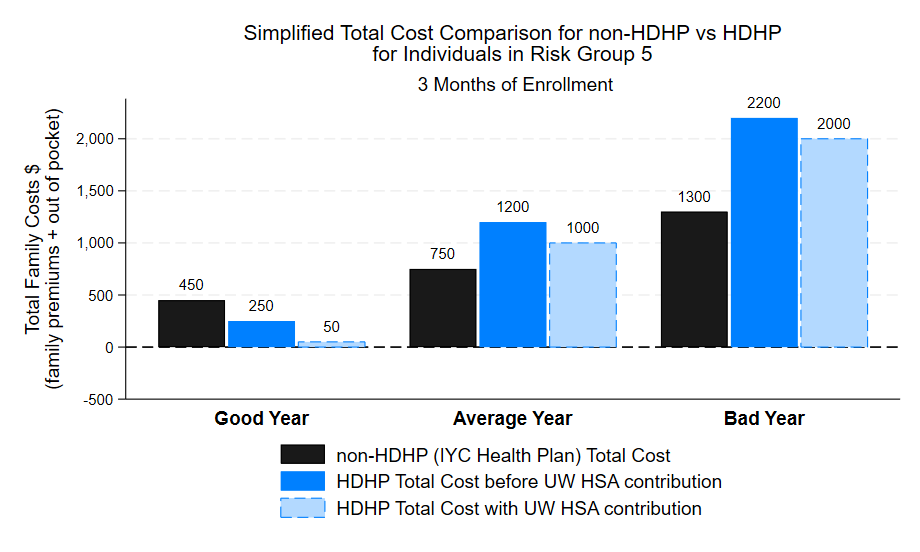 Simplified Total Cost Comparison for non-HDHP vs HDHP
for Individuals in Risk Group 5
3 Months of Enrollment
Total Family Costs $
(family premiums + out of pocket)
2,000
1,500
1,000
500
0
-500
450
250
50
750
1200
1000
1300
2200
2000
Good Year
Average Year
Bad Year
non-HDHP (IYC Health Plan) Total Cost
HDHP Total Cost before UW HSA contribution
HDHP Total Cost with UW HSA contribution